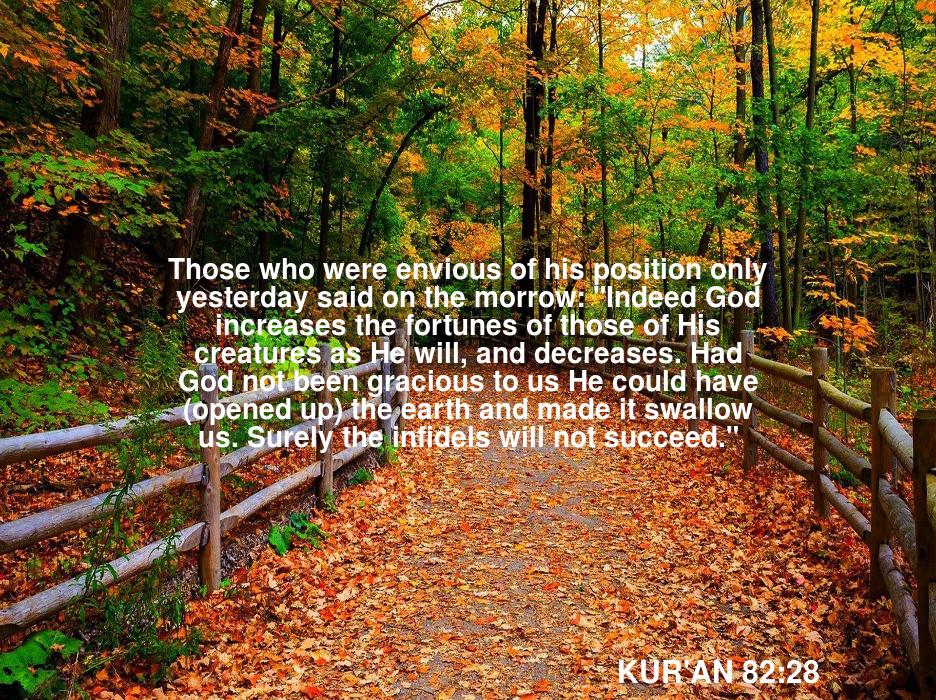 Those who were envious of his position only
yesterday said on the morrow: "Indeed God
increases the fortunes of those of His
creatures as He will, and decreases. Had
God not been gracious to us He could have
(opened up) the earth and made it swallow
us. Surely the infidels will not succeed."
KUR'AN 82:28